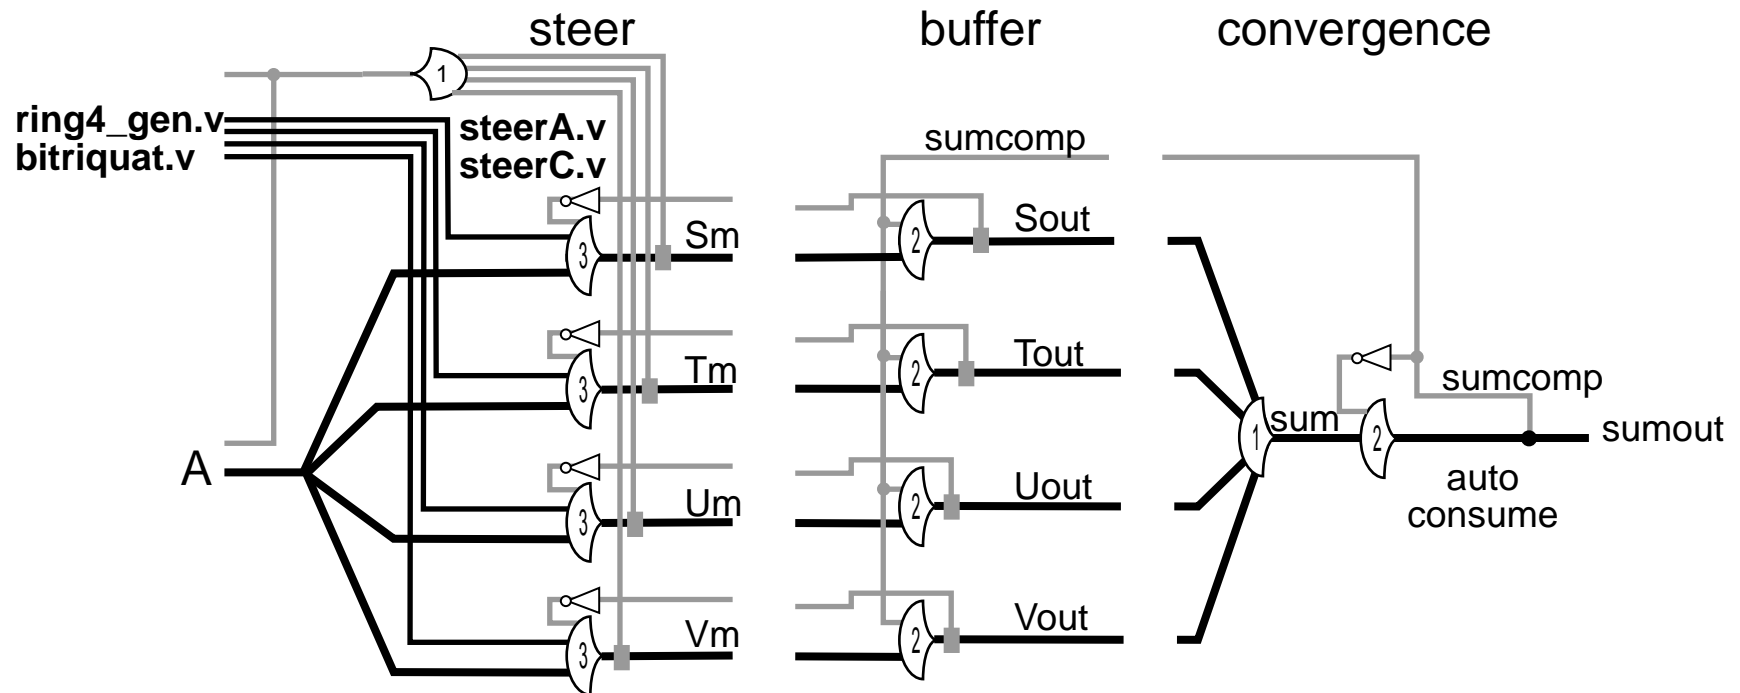 steer
buffer
convergence
1
ring4_gen.v
bitriquat.v
steerA.v
steerC.v
sumcomp
3
Sm
2
Sout
3
Tm
2
Tout
sumcomp
A
1
sum
2
sumout
auto
consume
3
Um
2
Uout
3
Vm
2
Vout